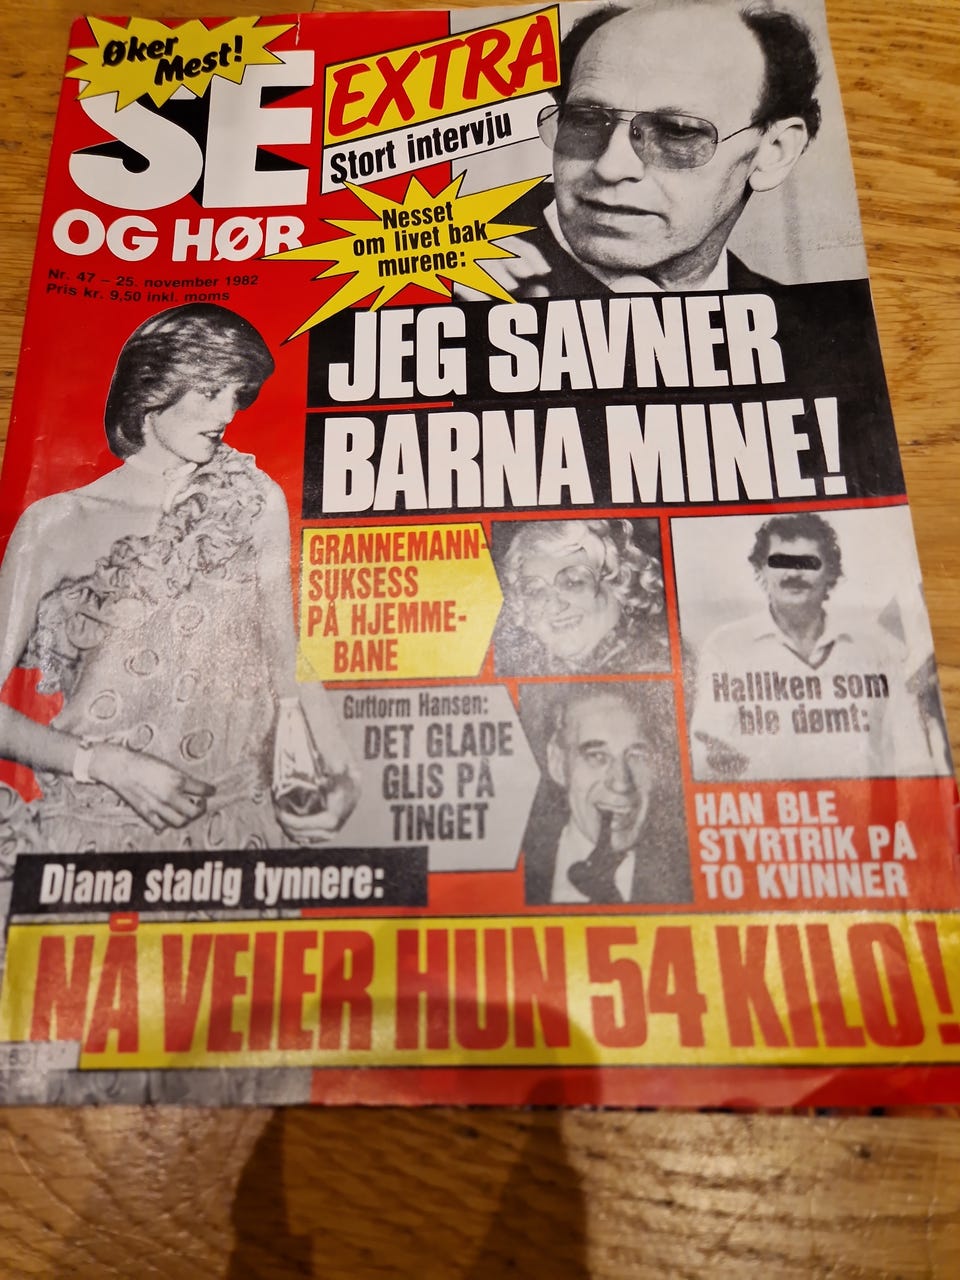 Øker
Mest!
SE
OG HØR
Nr. 47 – 25. november 1982
Pris kr. 9,50 inkl. moms
EXTRA
Stort intervju
Nesset
om livet bak
murene:
JEG SAVNER
BARNA MINE!
GRANNEMANN-
SUKSESS
PÅ HJEMME-
BANE
Guttorm Hansen:
DET GLADE
GLIS PÅ
TINGET
Halliken som
ble dømt:
HAN BLE
STYRTRIK PÅ
TO KVINNER
Diana stadig tynnere:
NÅ VEIER HUN 54 KILO!